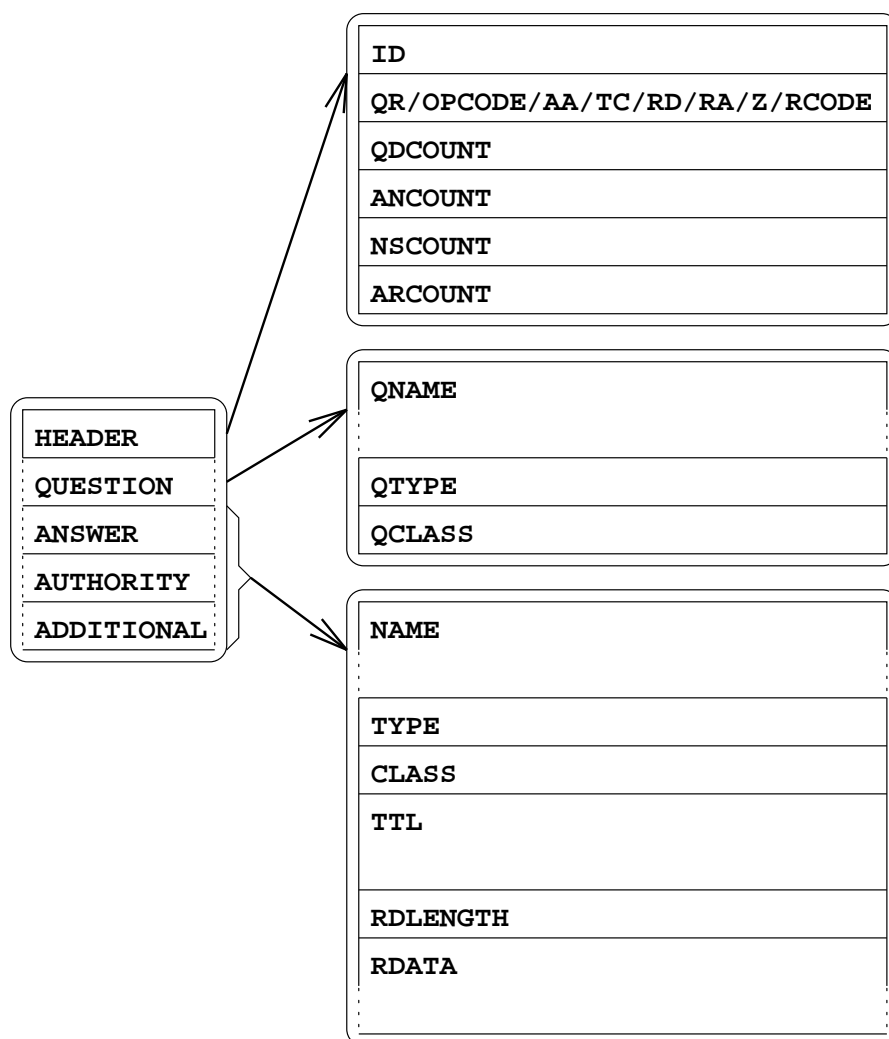 ID
QR/OPCODE/AA/TC/RD/RA/Z/RCODE
QDCOUNT
ANCOUNT
NSCOUNT
ARCOUNT
HEADER
QUESTION
ANSWER
AUTHORITY
ADDITIONAL
QNAME
QTYPE
QCLASS
NAME
TYPE
CLASS
TTL
RDLENGTH
RDATA